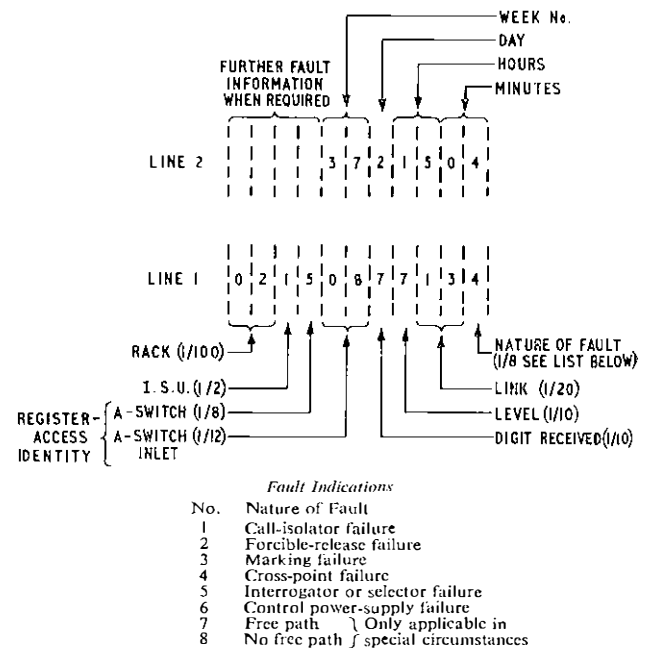 WEEK No.
DAY
HOURS
MINUTES
FURTHER FAULT
INFORMATION
WHEN REQUIRED
LINE 2 3 7 2 1 5 0 4
LINE 1 0 2 1 5 0 8 7 7 1 3 4
RACK (1/100)
NATURE OF FAULT
(1/8 SEE LIST BELOW)
I.S.U. (1/2)
LINK (1/20)
REGISTER-
ACCESS
IDENTITY
A-SWITCH (1/8)
LEVEL (1/10)
A-SWITCH (1/12)
INLET
DIGIT RECEIVED (1/10)
Fault Indications
No. Nature of Fault
1 Call-isolator failure
2 Forcible-release failure
3 Marking failure
4 Cross-point failure
5 Interrogator or selector failure
6 Control power-supply failure
7 Free path } Only applicable in
8 No free path } special circumstances